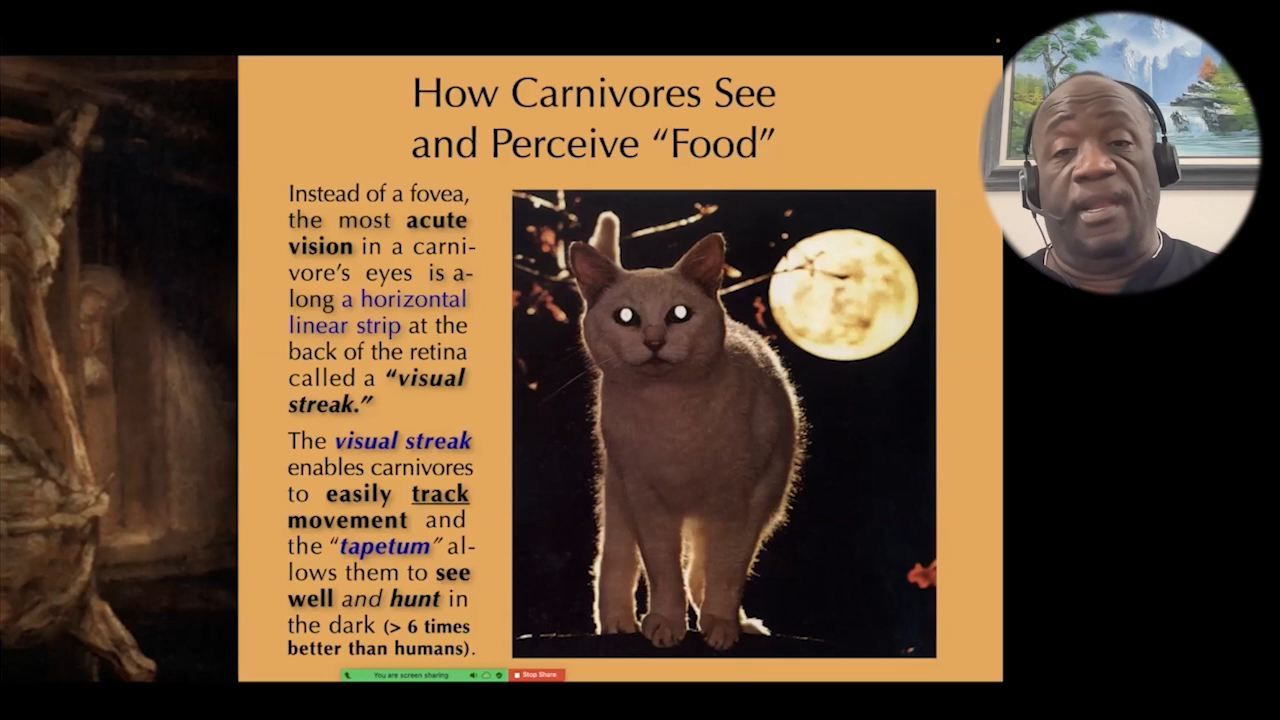 How Carnivores See
and Perceive “Food”
Instead of a fovea,
the most acute
vision in a carni-
vore’s eyes is a-
long a horizontal
linear strip at the
back of the retina
called a “visual
streak.”
The visual streak
enables carnivores
to easily track
movement and
the “tapetum” al-
lows them to see
well and hunt in
the dark (> 6 times
better than humans).
You are screen sharing
Stop Share